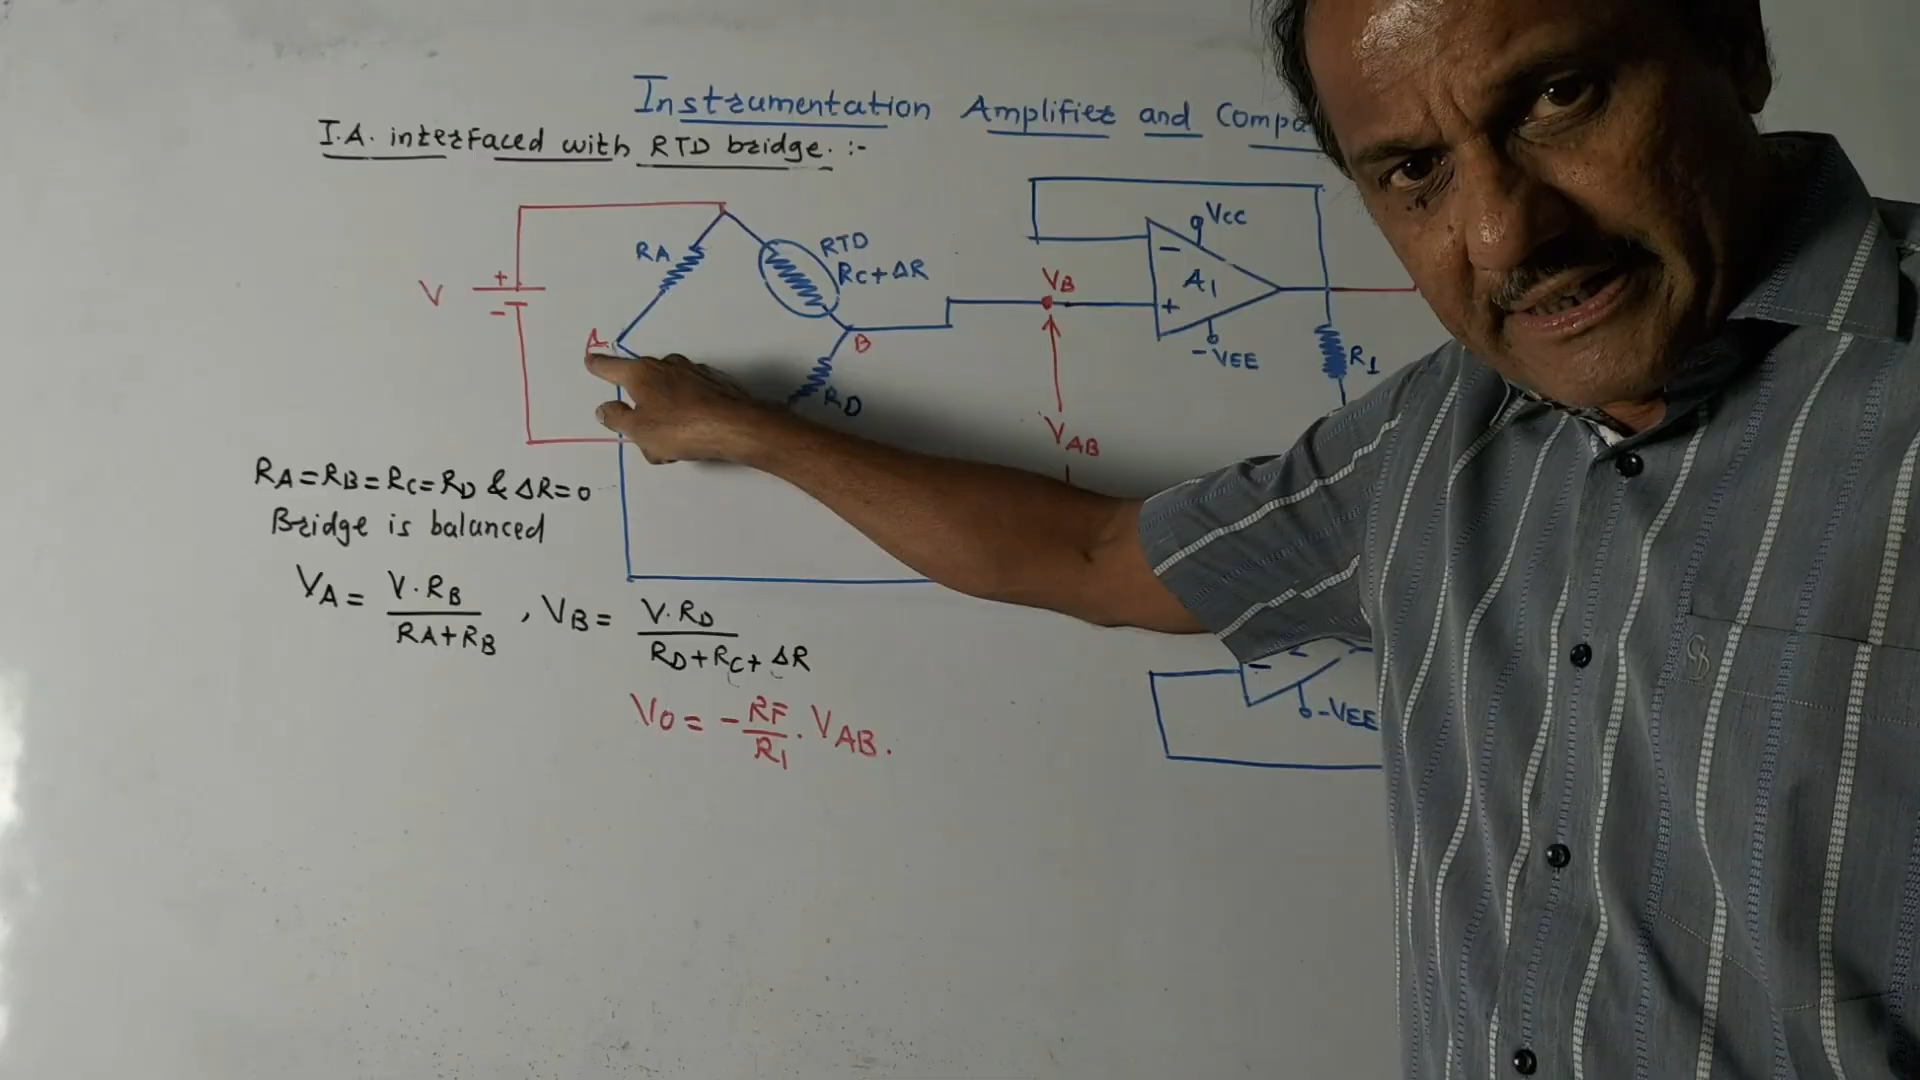 Instrumentation Amplifier and Compa
I.A. interfaced with RTD bridge. :-
V
+
-
RA
RTD
RC+ΔR
A
B
RD
VB
VAB
VCC
-
A1
+
-VEE
R1
RA=RB=RC=RD & ΔR=0
Bridge is balanced
VA = V·RB / RA+RB , VB = V·RD / RD+RC+ΔR
VO = -RF/R1 . VAB.
-
-VEE